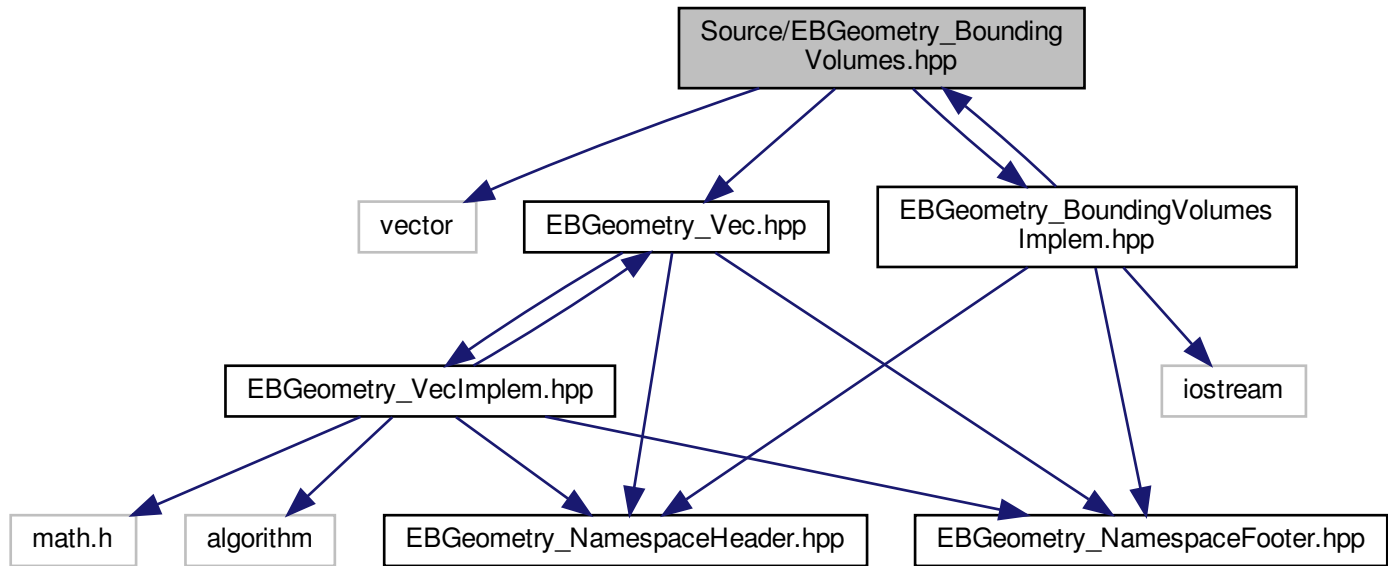 Source/EBGeometry_Bounding
Volumes.hpp
vector
EBGeometry_Vec.hpp
EBGeometry_BoundingVolumes
Implem.hpp
EBGeometry_VecImplem.hpp
iostream
math.h
algorithm
EBGeometry_NamespaceHeader.hpp
EBGeometry_NamespaceFooter.hpp